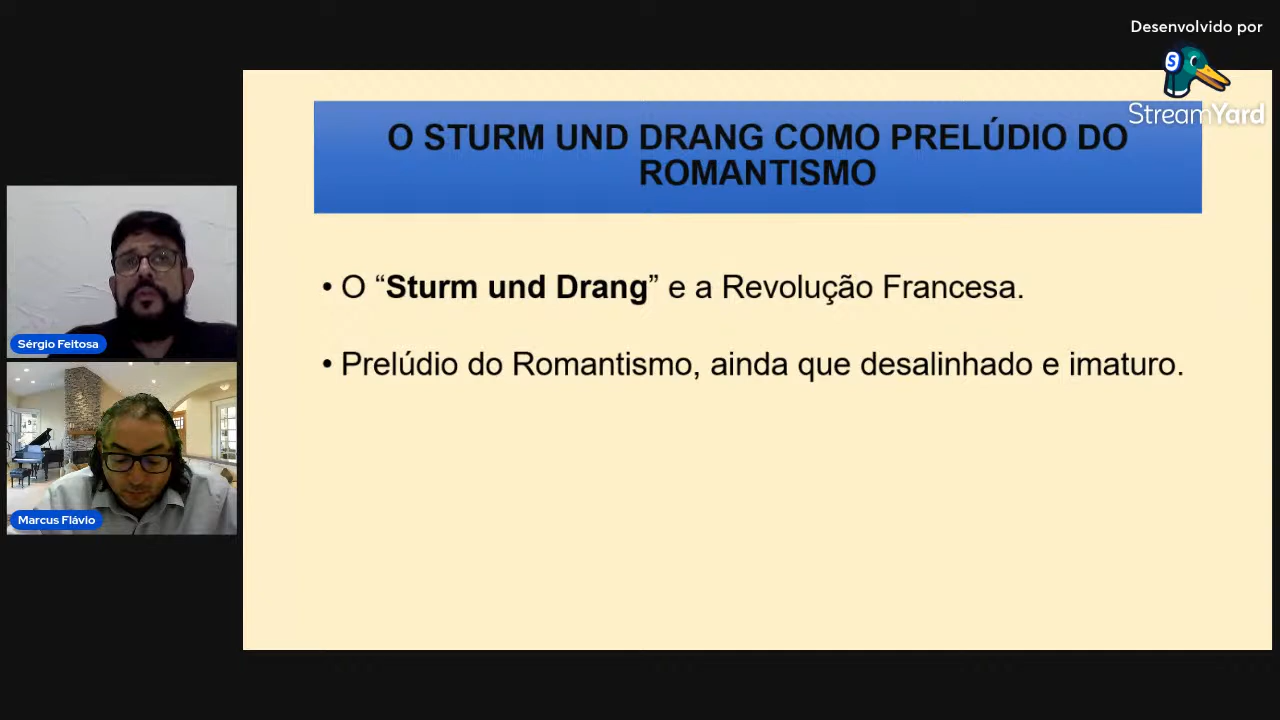 Desenvolvido por
S
StreamYard
O STURM UND DRANG COMO PRELÚDIO DO
ROMANTISMO
• O “Sturm und Drang” e a Revolução Francesa.
• Prelúdio do Romantismo, ainda que desalinhado e imaturo.
Sérgio Feitosa
Marcus Flávio